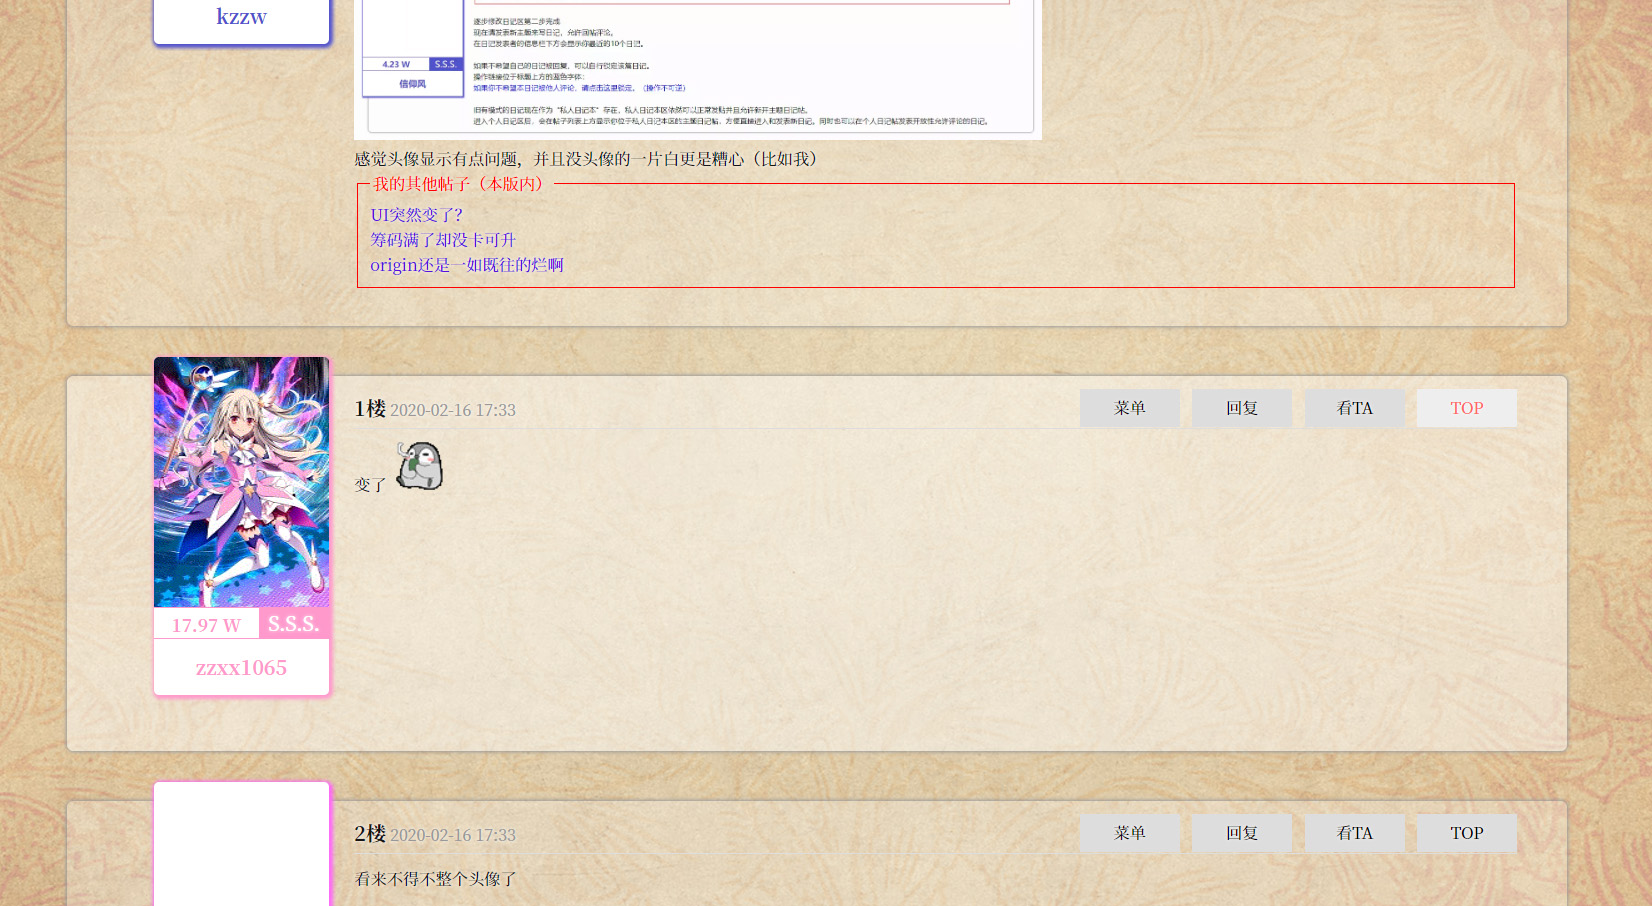 kzzw
逐步修改日记区第二步完成
现在请发新主题来写日记，允许回帖评论。
在日记发表者的信息栏下方会显示你最近的10个日记。
4.23 W S.S.S.
信仰风
如果不希望自己的日记被回复，可以自行锁定该篇日记。
操作链接位于标题上方的蓝色字体：
如果你不希望本日记被他人评论，请点击这里锁定。（操作不可逆）
旧有模式的日记现在作为“私人日记本”存在，私人日记本区依然可以正常发贴并且允许新开主题日记帖。
进入个人日记区后，会在帖子列表上方显示你位于私人日记本区的主题日记帖，方便直接进入和发表新日记。同时也可以在个人日记帖发表开放性允许评论的日记。
感觉头像显示有点问题，并且没头像的一片白更是糟心（比如我）
我的其他帖子（本版内）
UI突然变了？
筹码满了却没卡可升
origin还是一如既往的烂啊
1楼 2020-02-16 17:33
菜单 回复 看TA TOP
变了
17.97 W S.S.S.
zzxx1065
2楼 2020-02-16 17:33
菜单 回复 看TA TOP
看来不得不整个头像了